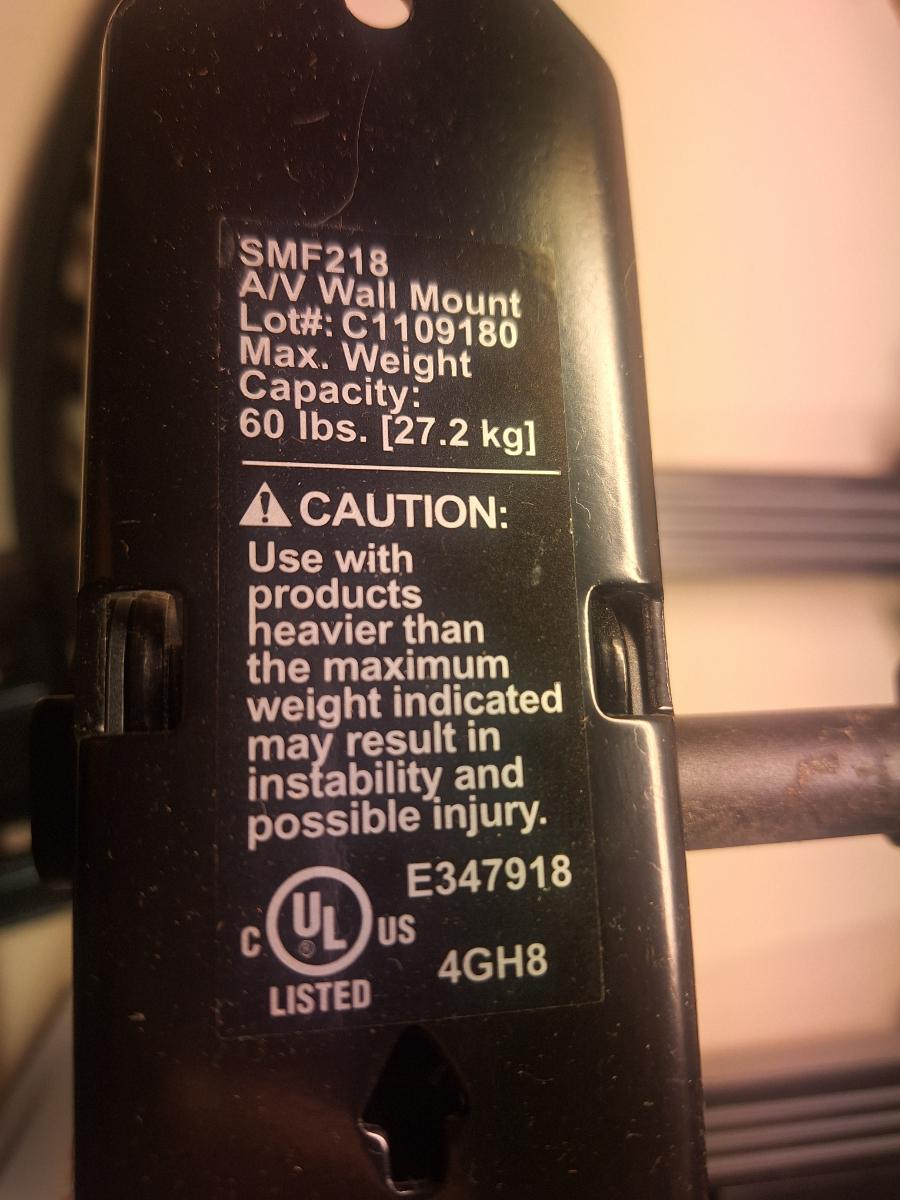 SMF218
A/V Wall Mount
Lot#: C1109180
Max. Weight
Capacity:
60 lbs. [27.2 kg]
CAUTION:
Use with
products
heavier than
the maximum
weight indicated
may result in
instability and
possible injury.
E347918
C UL ® US
4GH8
LISTED